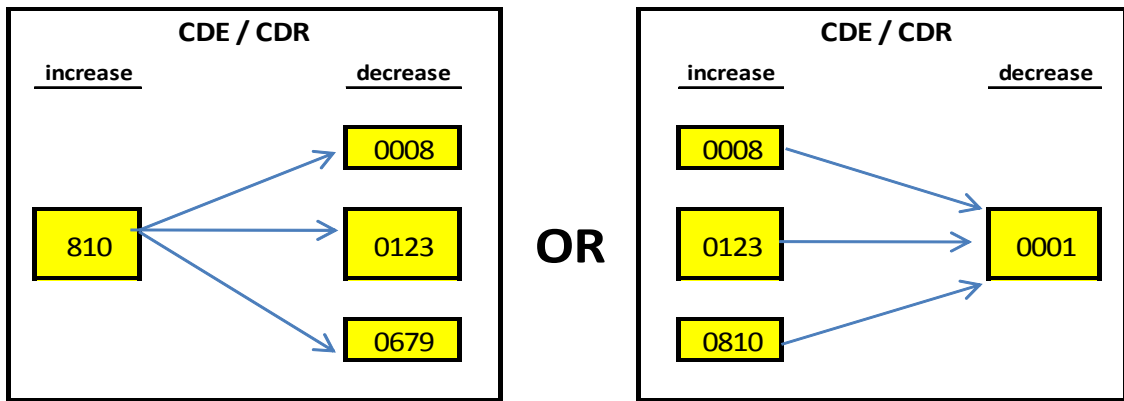 CDE / CDR
increase decrease
0008
810 0123
0679
OR
CDE / CDR
increase decrease
0008
0123 0001
0810